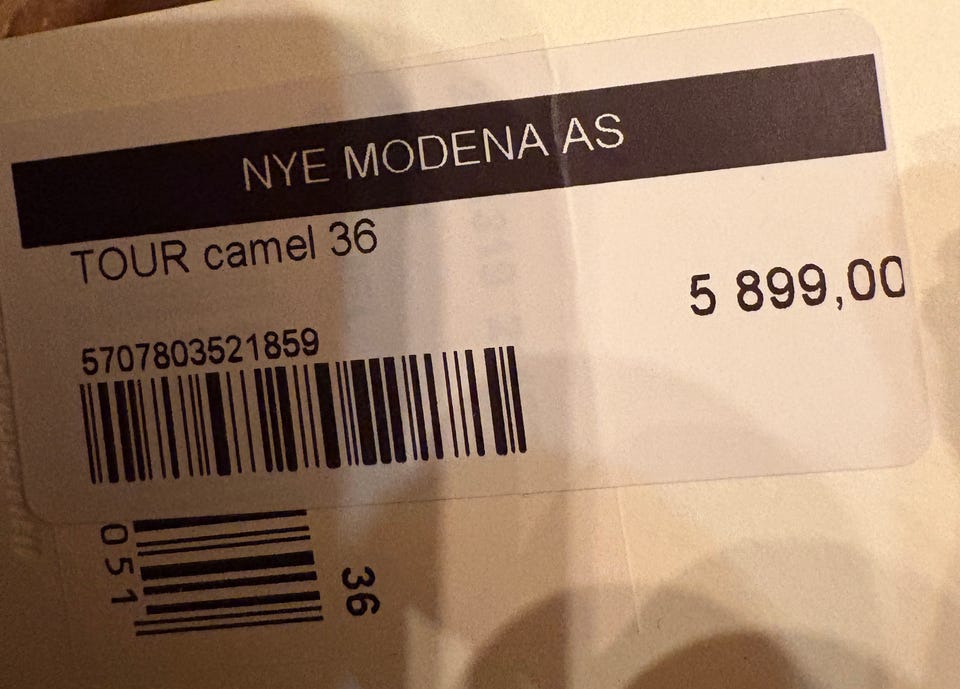 NYE MODENA AS
TOUR camel 36
5 899,00
5707803521859
051
36